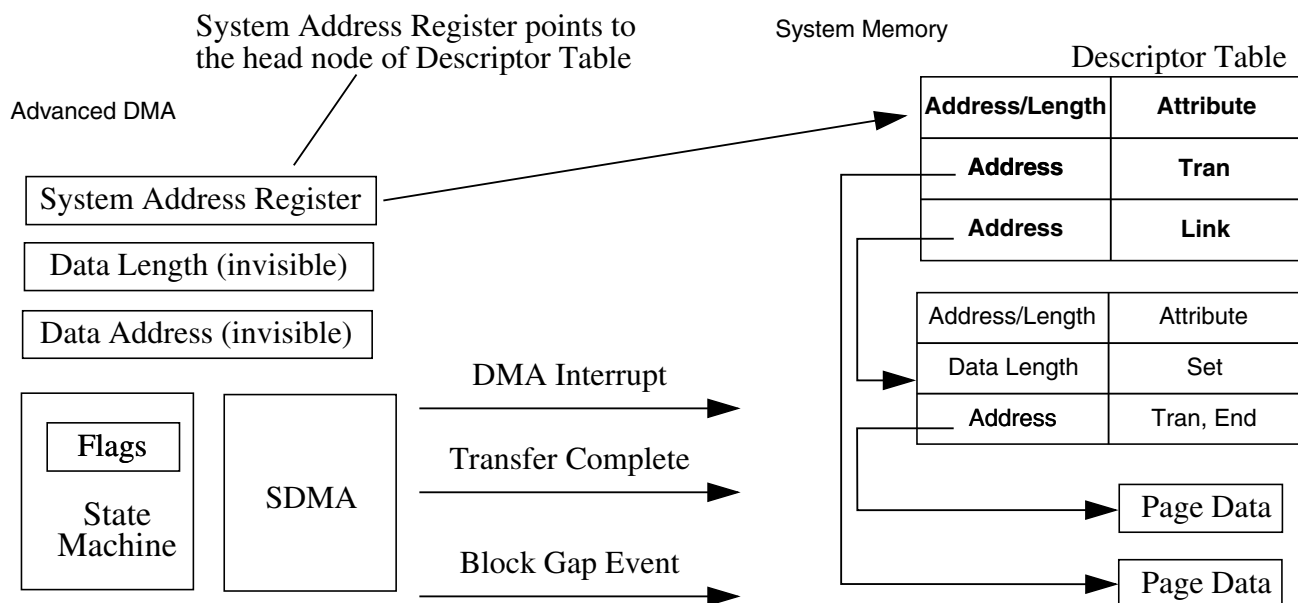 System Address Register points to
the head node of Descriptor Table
System Memory
Descriptor Table
Advanced DMA
Address/Length Attribute
Address Tran
Address Link
System Address Register
Data Length (invisible)
Data Address (invisible)
Address/Length Attribute
Data Length Set
Address Tran, End
DMA Interrupt
Flags
State
Machine
SDMA
Transfer Complete
Block Gap Event
Page Data
Page Data